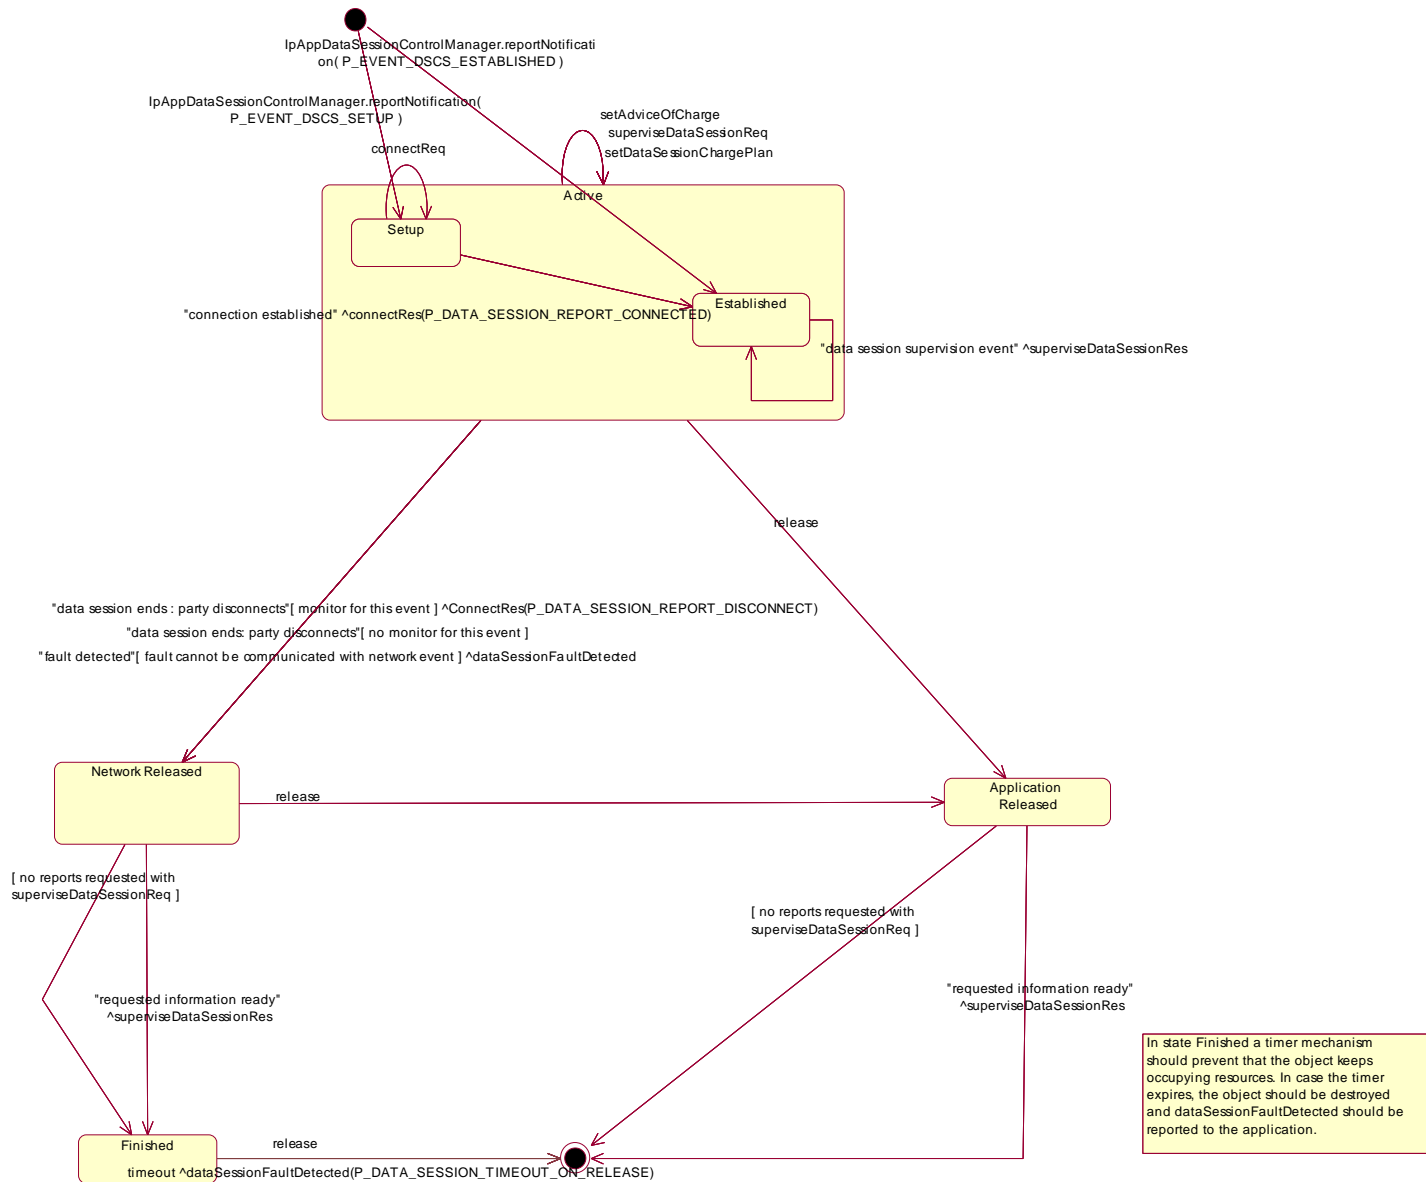 IpAppDataSessionControlManager.reportNotificati
on( P_EVENT_DSCS_ESTABLISHED )
IpAppDataSessionControlManager.reportNotification(
P_EVENT_DSCS_SETUP )
setAdviceOfCharge
superviseDataSessionReq
setDataSessionChargePlan
connectReq
Active
Setup
Established
"connection established" ^connectRes(P_DATA_SESSION_REPORT_CONNECTED)
"data session supervision event" ^superviseDataSessionRes
release
"data session ends : party disconnects"[ monitor for this event ] ^ConnectRes(P_DATA_SESSION_REPORT_DISCONNECT)
"data session ends: party disconnects"[ no monitor for this event ]
"fault detected"[ fault cannot be communicated with network event ] ^dataSessionFaultDetected
Network Released
release
Application
Released
[ no reports requested with
superviseDataSessionReq ]
[ no reports requested with
superviseDataSessionReq ]
"requested information ready"
^superviseDataSessionRes
"requested information ready"
^superviseDataSessionRes
In state Finished a timer mechanism
should prevent that the object keeps
occupying resources. In case the timer
expires, the object should be destroyed
and dataSessionFaultDetected should be
reported to the application.
Finished
release
timeout ^dataSessionFaultDetected(P_DATA_SESSION_TIMEOUT_ON_RELEASE)